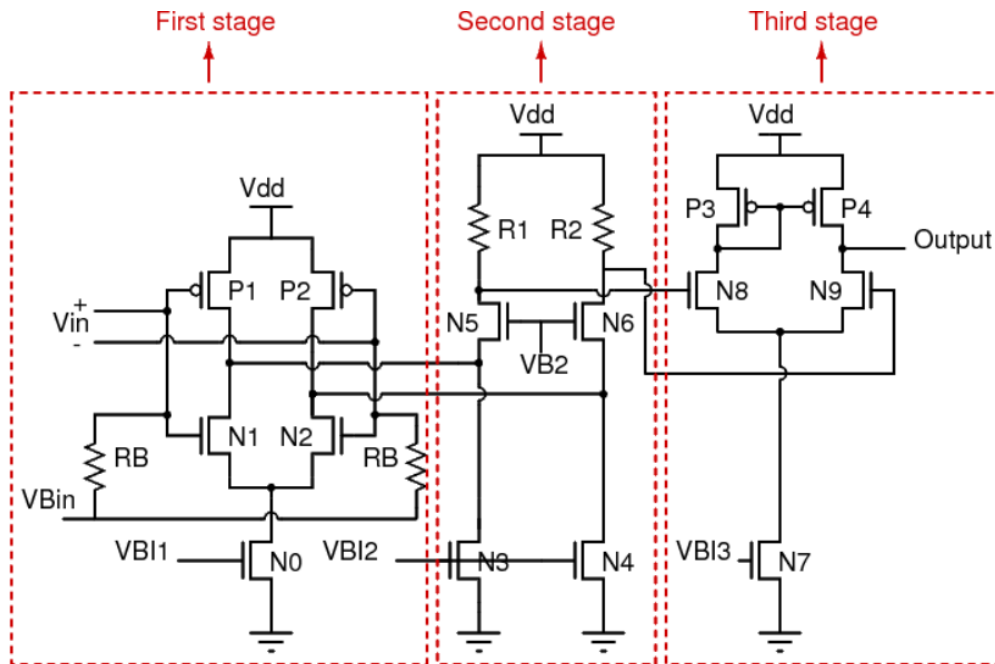 First stage
Second stage
Third stage
Vdd
Vdd
Vdd
P3
P4
R1
R2
Output
P1
P2
N8
N9
+
Vin
-
N5
N6
VB2
N1
N2
RB
RB
VBin
VBI1
N0
VBI2
N3
N4
VBI3
N7